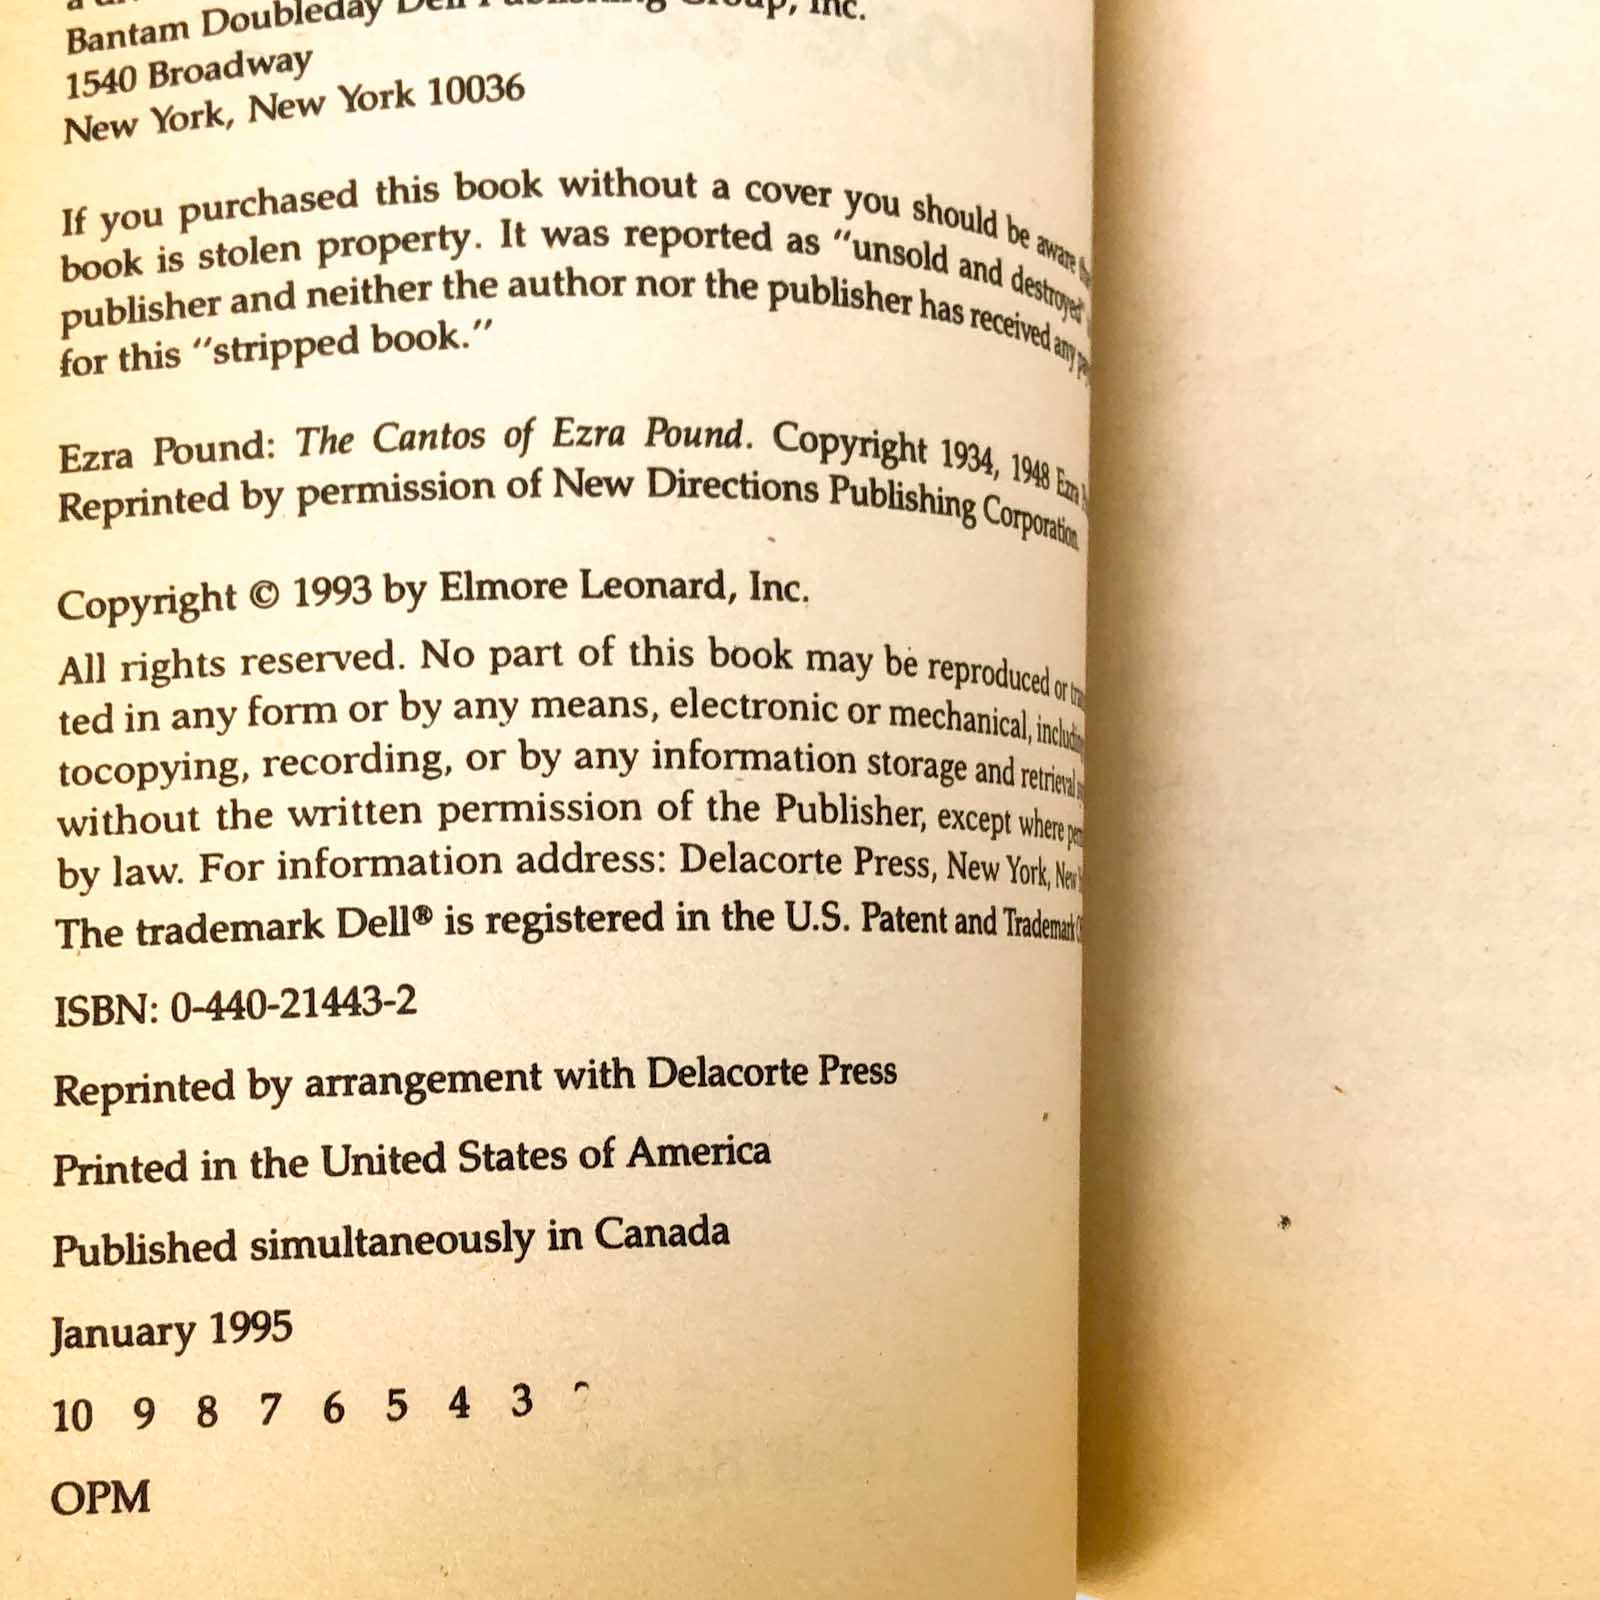 Bantam Doubleday Dell Publishing Group, Inc.
1540 Broadway
New York, New York 10036
If you purchased this book without a cover you should be aware
book is stolen property. It was reported as "unsold and destroyed"
publisher and neither the author nor the publisher has received any
for this "stripped book."
Ezra Pound: The Cantos of Ezra Pound. Copyright 1934, 1948 Ezra
Reprinted by permission of New Directions Publishing Corporation.
Copyright © 1993 by Elmore Leonard, Inc.
All rights reserved. No part of this book may be reproduced or
ted in any form or by any means, electronic or mechanical, including
tocopying, recording, or by any information storage and retrieval
without the written permission of the Publisher, except where
by law. For information address: Delacorte Press, New York, New
The trademark Dell® is registered in the U.S. Patent and Trademark
ISBN: 0-440-21443-2
Reprinted by arrangement with Delacorte Press
Printed in the United States of America
Published simultaneously in Canada
January 1995
10 9 8 7 6 5 4 3
OPM